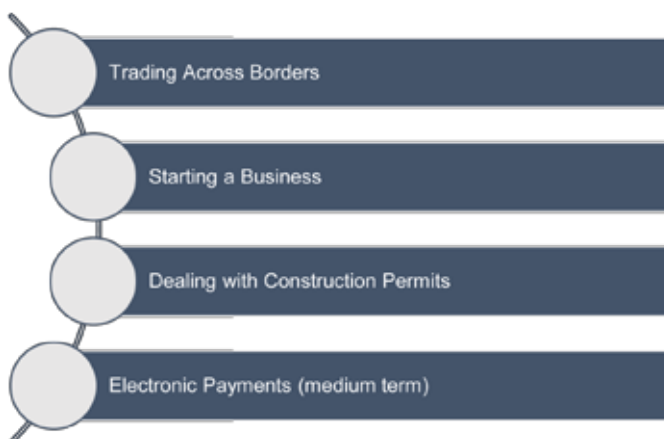 Trading Across Borders
Starting a Business
Dealing with Construction Permits
Electronic Payments (medium term)